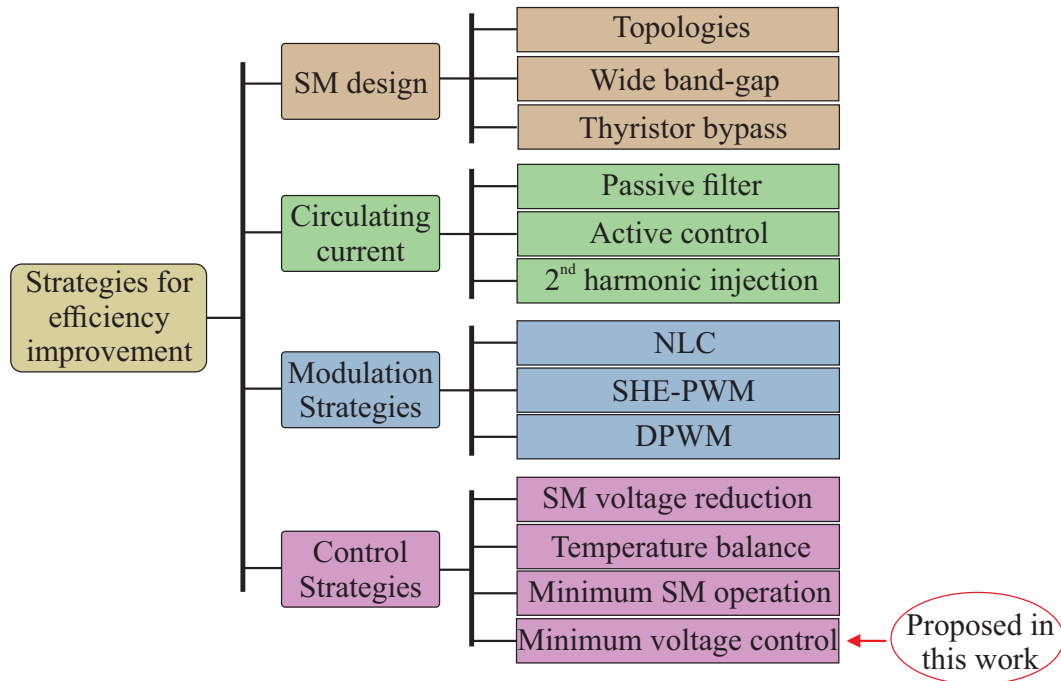 Strategies for
efficiency
improvement
SM design
Topologies
Wide band-gap
Thyristor bypass
Circulating
current
Passive filter
Active control
2nd harmonic injection
Modulation
Strategies
NLC
SHE-PWM
DPWM
Control
Strategies
SM voltage reduction
Temperature balance
Minimum SM operation
Minimum voltage control
Proposed in
this work